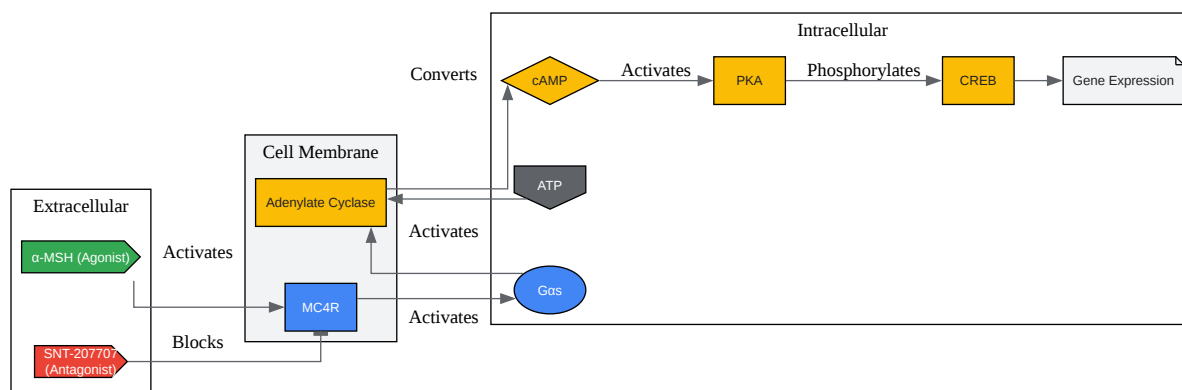 Intracellular
Converts
cAMP
Activates
PKA
Phosphorylates
CREB
Gene Expression
Cell Membrane
Adenylate Cyclase
ATP
Extracellular
Activates
α-MSH (Agonist)
Activates
MC4R
Gαs
Activates
Blocks
SNT-207707
(Antagonist)